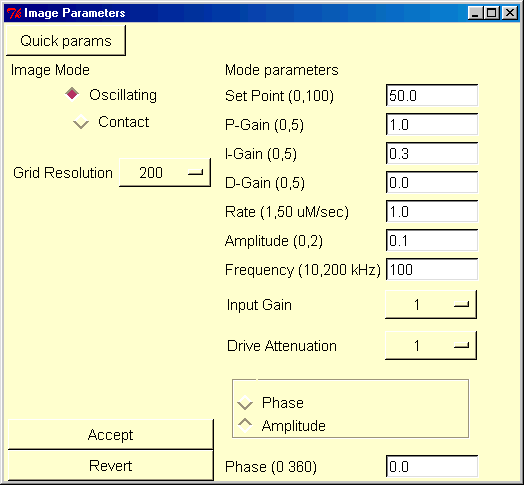 Image Parameters
Quick params
Image Mode
Oscillating
Contact
Grid Resolution 200
Mode parameters
Set Point (0,100) 50.0
P-Gain (0,5) 1.0
I-Gain (0,5) 0.3
D-Gain (0,5) 0.0
Rate (1,50 uM/sec) 1.0
Amplitude (0,2) 0.1
Frequency (10,200 kHz) 100
Input Gain 1
Drive Attenuation 1
Phase
Amplitude
Accept
Revert
Phase (0 360) 0.0